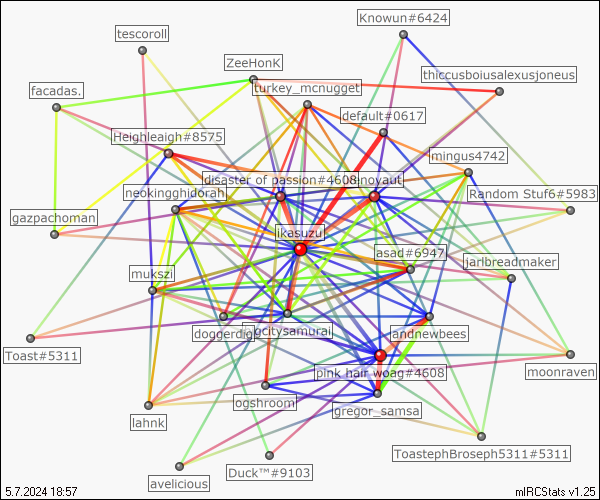 Knowun#6424
tescoroll
ZeeHonK
thiccusboiusalexusjoneus
facadas.
turkey_mcnugget
default#0617
Heighleaigh#8575
mingus4742
disaster of passion#4608
noyaut
neokingghidorah
Random Stuf6#5983
gazpachoman
ikasuzu
asad#6947
jarlbreadmaker
mukszi
doggerdig
gcitysamurai
andnewbees
Toast#5311
pink hair woag#4608
moonraven
ogshroom
gregor_samsa
lahnk
ToastephBroseph5311#5311
avelicious
Duck™#9103
5.7.2024 18:57
mIRCStats v1.25